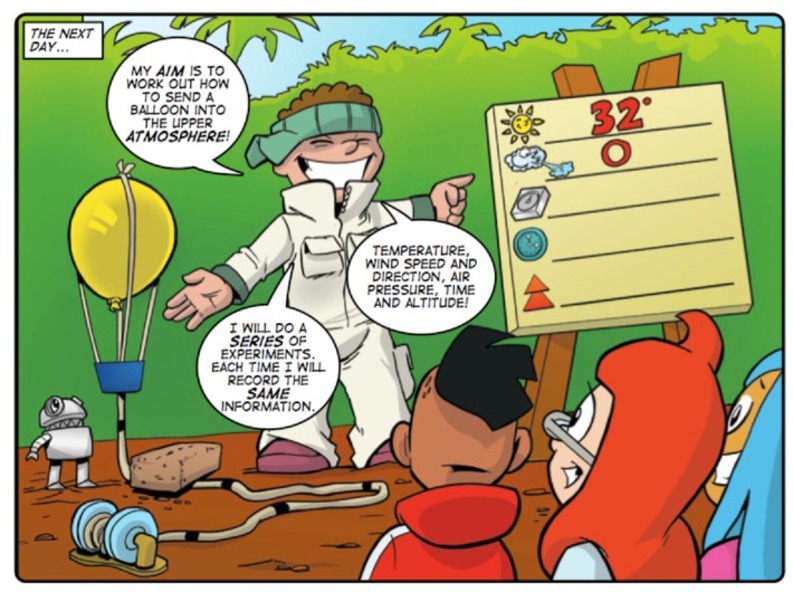 THE NEXT
DAY...
MY AIM IS TO
WORK OUT HOW
TO SEND A
BALLOON INTO
THE UPPER
ATMOSPHERE!
I WILL DO A
SERIES OF
EXPERIMENTS.
EACH TIME I WILL
RECORD THE
SAME
INFORMATION.
TEMPERATURE,
WIND SPEED AND
DIRECTION, AIR
PRESSURE, TIME
AND ALTITUDE!
32°
0